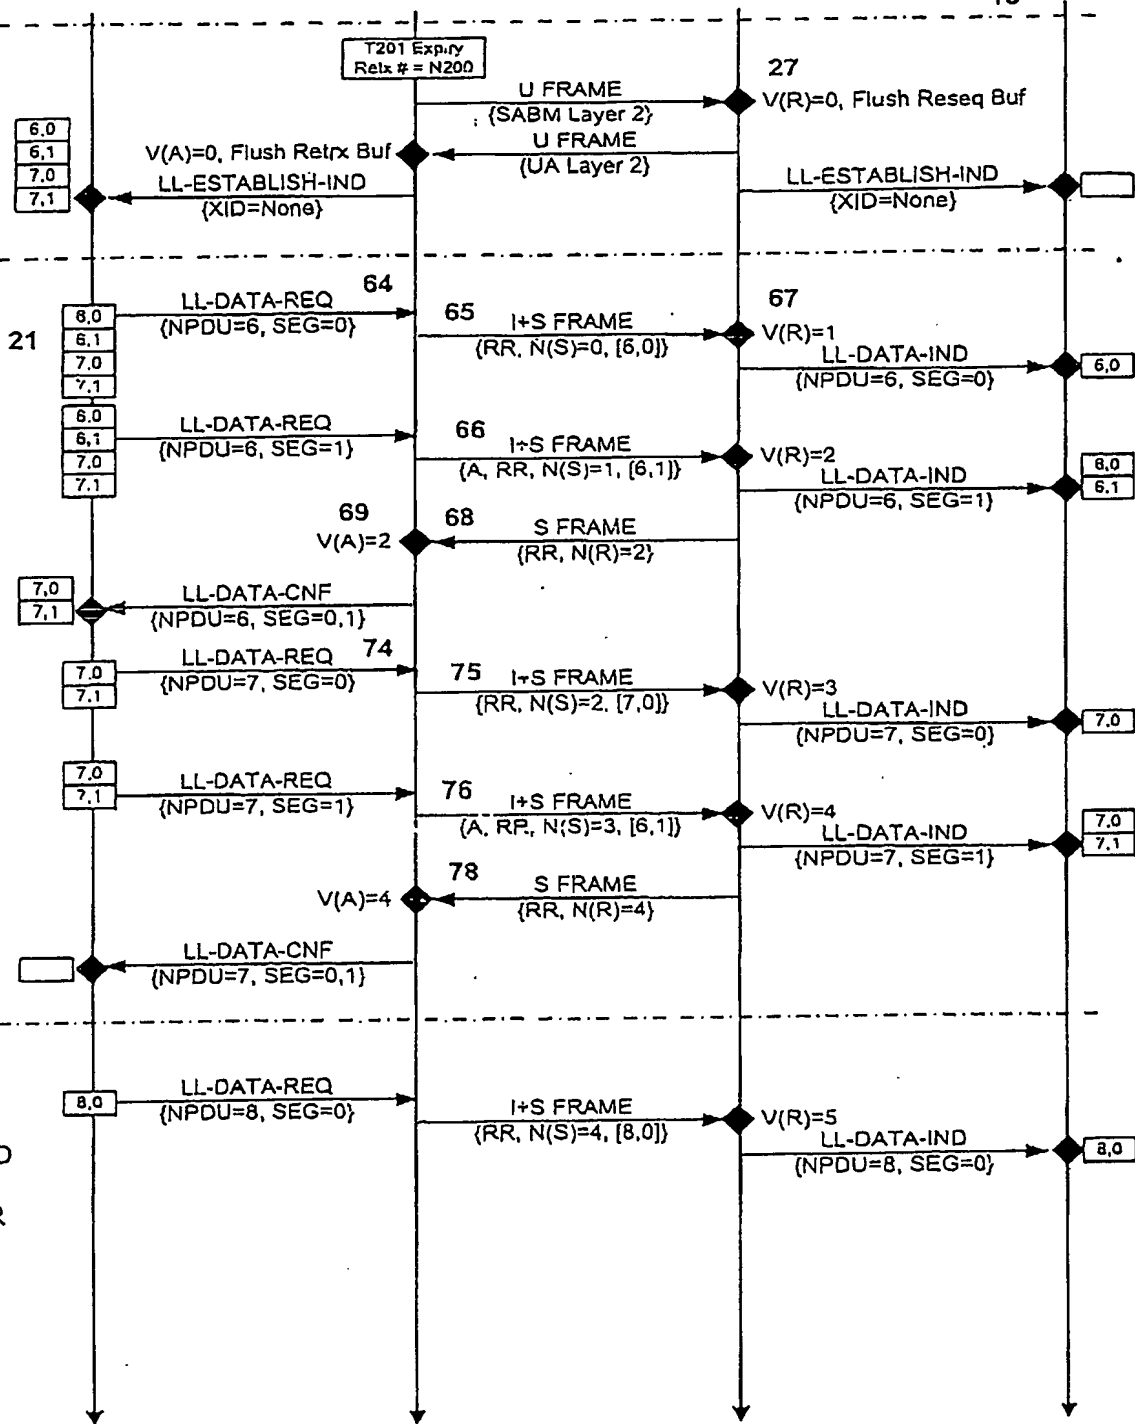 T201 Expiry
Retx # = N200
27
U FRAME
{SABM Layer 2}
V(R)=0, Flush Reseq Buf
6,0
6,1
7,0
7,1
V(A)=0, Flush Retrx Buf
U FRAME
{UA Layer 2}
LL-ESTABLISH-IND
{XID=None}
LL-ESTABLISH-IND
{XID=None}
21
6,0
6,1
7,0
7,1
LL-DATA-REQ
{NPDU=6, SEG=0}
64
65
I+S FRAME
{RR, N(S)=0, [6,0]}
67
V(R)=1
LL-DATA-IND
{NPDU=6, SEG=0}
6,0
6,0
6,1
7,0
7,1
LL-DATA-REQ
{NPDU=6, SEG=1}
66
I+S FRAME
{A, RR, N(S)=1, [6,1]}
V(R)=2
LL-DATA-IND
{NPDU=6, SEG=1}
6,0
6,1
69
V(A)=2
68
S FRAME
{RR, N(R)=2}
7,0
7,1
LL-DATA-CNF
{NPDU=6, SEG=0,1}
7,0
7,1
LL-DATA-REQ
{NPDU=7, SEG=0}
74
75
I+S FRAME
{RR, N(S)=2, [7,0]}
V(R)=3
LL-DATA-IND
{NPDU=7, SEG=0}
7,0
7,0
7,1
LL-DATA-REQ
{NPDU=7, SEG=1}
76
I+S FRAME
{A, RR, N(S)=3, [6,1]}
V(R)=4
LL-DATA-IND
{NPDU=7, SEG=1}
7,0
7,1
V(A)=4
78
S FRAME
{RR, N(R)=4}
LL-DATA-CNF
{NPDU=7, SEG=0,1}
8,0
LL-DATA-REQ
{NPDU=8, SEG=0}
I+S FRAME
{RR, N(S)=4, [8,0]}
V(R)=5
LL-DATA-IND
{NPDU=8, SEG=0}
8,0